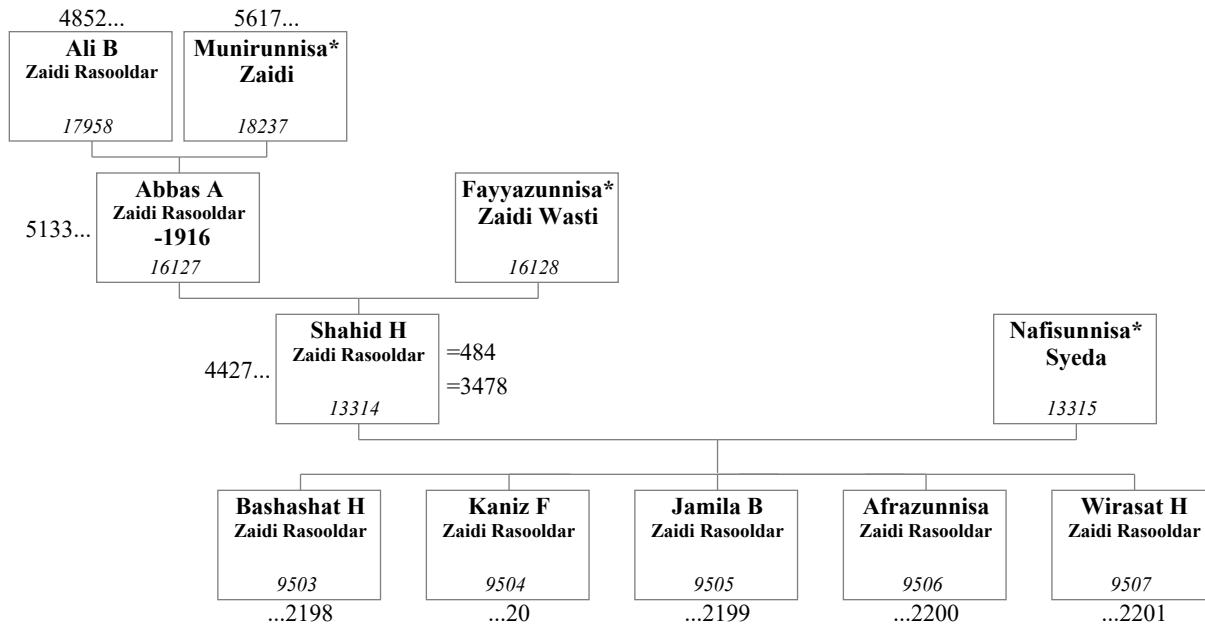 4852...
5617...
Ali B
Zaidi Rasooldar
17958
Munirunnisa*
Zaidi
18237
5133...
Abbas A
Zaidi Rasooldar
-1916
16127
Fayyazunnisa*
Zaidi Wasti
16128
4427...
Shahid H
Zaidi Rasooldar
13314
=484
=3478
Nafisunnisa*
Syeda
13315
Bashashat H
Zaidi Rasooldar
9503
...2198
Kaniz F
Zaidi Rasooldar
9504
...20
Jamila B
Zaidi Rasooldar
9505
...2199
Afrazunnisa
Zaidi Rasooldar
9506
...2200
Wirasat H
Zaidi Rasooldar
9507
...2201